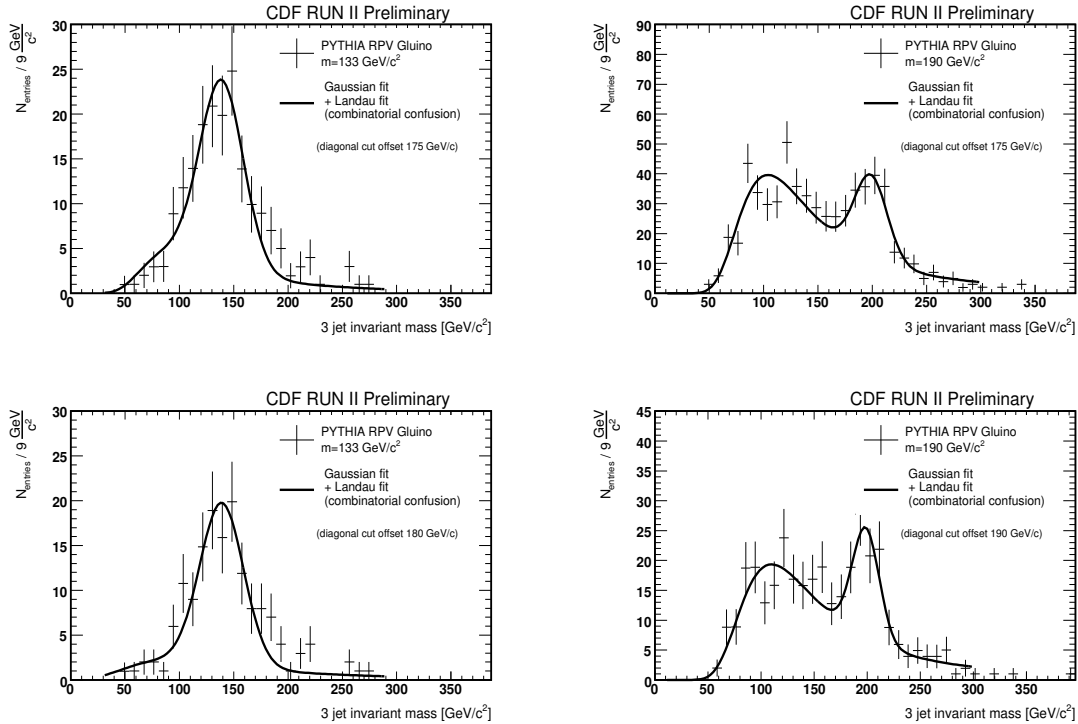 CDF RUN II Preliminary
N_entries / 9 GeV/c²
30
25
20
15
10
5
0
PYTHIA RPV Gluino
m=133 GeV/c²
Gaussian fit
+ Landau fit
(combinatorial confusion)
(diagonal cut offset 175 GeV/c)
0 50 100 150 200 250 300 350
3 jet invariant mass [GeV/c²]
CDF RUN II Preliminary
N_entries / 9 GeV/c²
90
80
70
60
50
40
30
20
10
0
PYTHIA RPV Gluino
m=190 GeV/c²
Gaussian fit
+ Landau fit
(combinatorial confusion)
(diagonal cut offset 175 GeV/c)
0 50 100 150 200 250 300 350
3 jet invariant mass [GeV/c²]
CDF RUN II Preliminary
N_entries / 9 GeV/c²
30
25
20
15
10
5
0
PYTHIA RPV Gluino
m=133 GeV/c²
Gaussian fit
+ Landau fit
(combinatorial confusion)
(diagonal cut offset 180 GeV/c)
0 50 100 150 200 250 300 350
3 jet invariant mass [GeV/c²]
CDF RUN II Preliminary
N_entries / 9 GeV/c²
45
40
35
30
25
20
15
10
5
0
PYTHIA RPV Gluino
m=190 GeV/c²
Gaussian fit
+ Landau fit
(combinatorial confusion)
(diagonal cut offset 190 GeV/c)
0 50 100 150 200 250 300 350
3 jet invariant mass [GeV/c²]